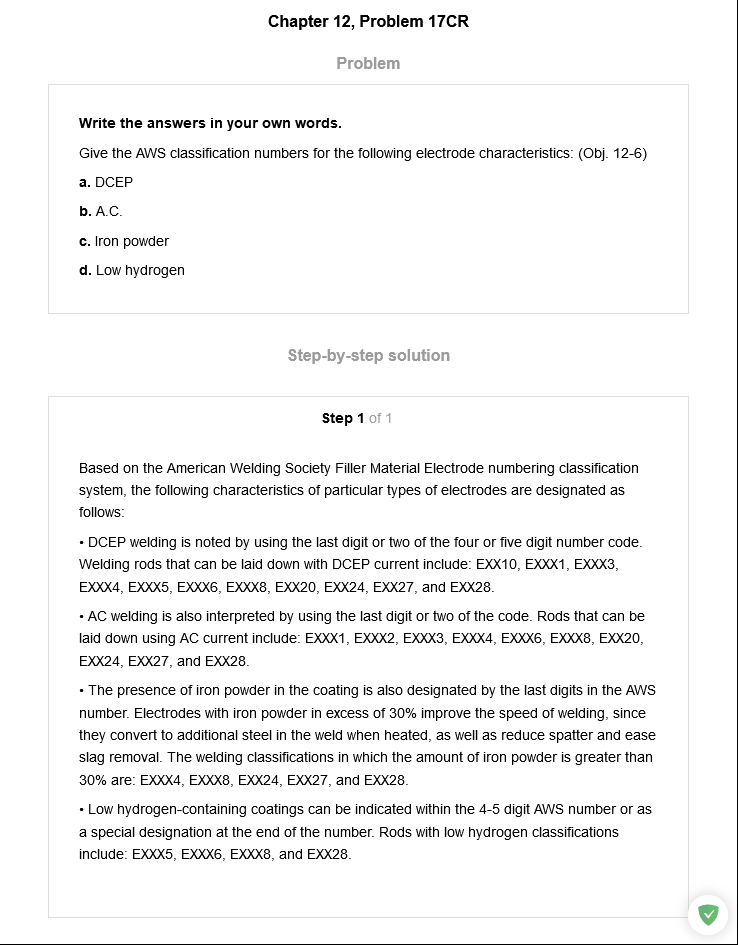 Chapter 12, Problem 17CR
Problem
Write the answers in your own words.
Give the AWS classification numbers for the following electrode characteristics: (Obj. 12-6)
a. DCEP
b. A.C.
c. Iron powder
d. Low hydrogen
Step-by-step solution
Step 1 of 1
Based on the American Welding Society Filler Material Electrode numbering classification
system, the following characteristics of particular types of electrodes are designated as
follows:
• DCEP welding is noted by using the last digit or two of the four or five digit number code.
Welding rods that can be laid down with DCEP current include: EXX10, EXXX1, EXXX3,
EXXX4, EXXX5, EXXX6, EXXX8, EXX20, EXX24, EXX27, and EXX28.
• AC welding is also interpreted by using the last digit or two of the code. Rods that can be
laid down using AC current include: EXXX1, EXXX2, EXXX3, EXXX4, EXXX6, EXXX8, EXX20,
EXX24, EXX27, and EXX28.
• The presence of iron powder in the coating is also designated by the last digits in the AWS
number. Electrodes with iron powder in excess of 30% improve the speed of welding, since
they convert to additional steel in the weld when heated, as well as reduce spatter and ease
slag removal. The welding classifications in which the amount of iron powder is greater than
30% are: EXXX4, EXXX8, EXX24, EXX27, and EXX28.
• Low hydrogen-containing coatings can be indicated within the 4-5 digit AWS number or as
a special designation at the end of the number. Rods with low hydrogen classifications
include: EXXX5, EXXX6, EXXX8, and EXX28.